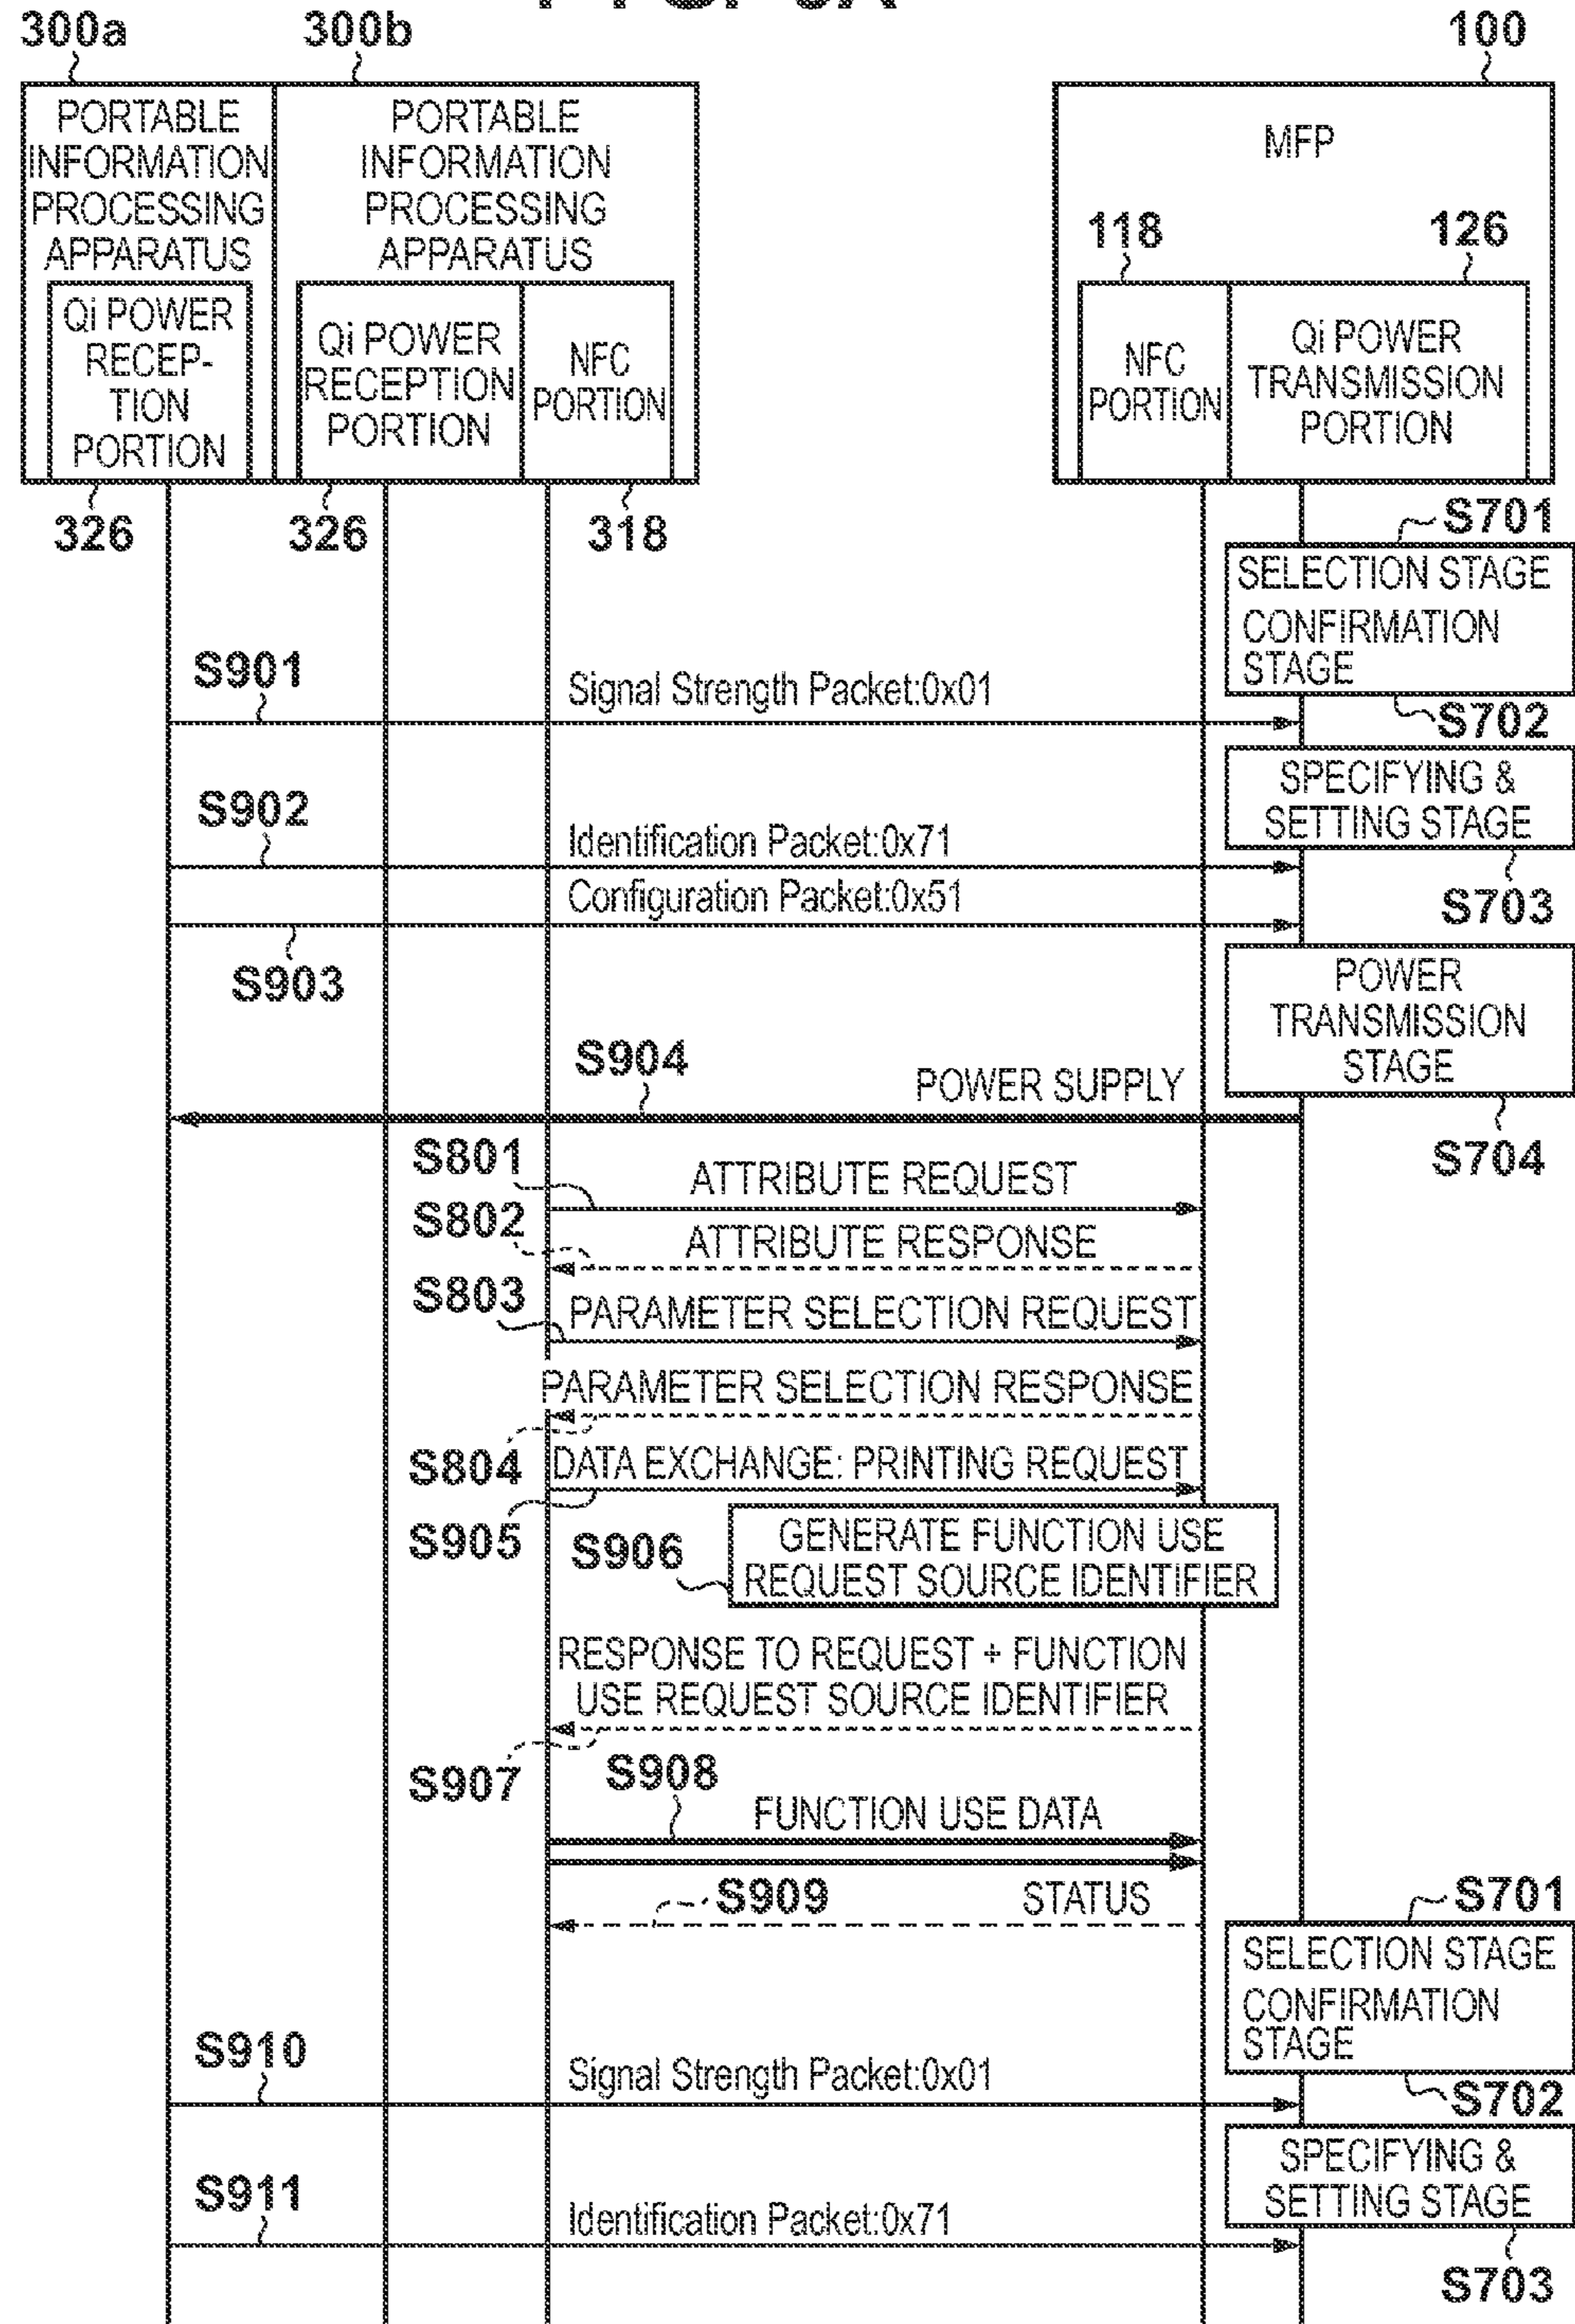 300a
300b
100
PORTABLE
INFORMATION
PROCESSING
APPARATUS
PORTABLE
INFORMATION
PROCESSING
APPARATUS
MFP
118
126
Qi POWER
RECEP-
TION
PORTION
Qi POWER
RECEPTION
PORTION
NFC
PORTION
NFC
PORTION
Qi POWER
TRANSMISSION
PORTION
326
326
318
S701
SELECTION STAGE
CONFIRMATION
STAGE
S901
Signal Strength Packet:0x01
S702
SPECIFYING &
SETTING STAGE
S902
Identification Packet:0x71
Configuration Packet:0x51
S703
S903
POWER
TRANSMISSION
STAGE
S904
POWER SUPPLY
S704
S801
ATTRIBUTE REQUEST
S802
ATTRIBUTE RESPONSE
S803
PARAMETER SELECTION REQUEST
PARAMETER SELECTION RESPONSE
S804
DATA EXCHANGE: PRINTING REQUEST
S905
S906
GENERATE FUNCTION USE
REQUEST SOURCE IDENTIFIER
RESPONSE TO REQUEST + FUNCTION
USE REQUEST SOURCE IDENTIFIER
S907
S908
FUNCTION USE DATA
S909
STATUS
S701
SELECTION STAGE
CONFIRMATION
STAGE
S910
Signal Strength Packet:0x01
S702
SPECIFYING &
SETTING STAGE
S911
Identification Packet:0x71
S703